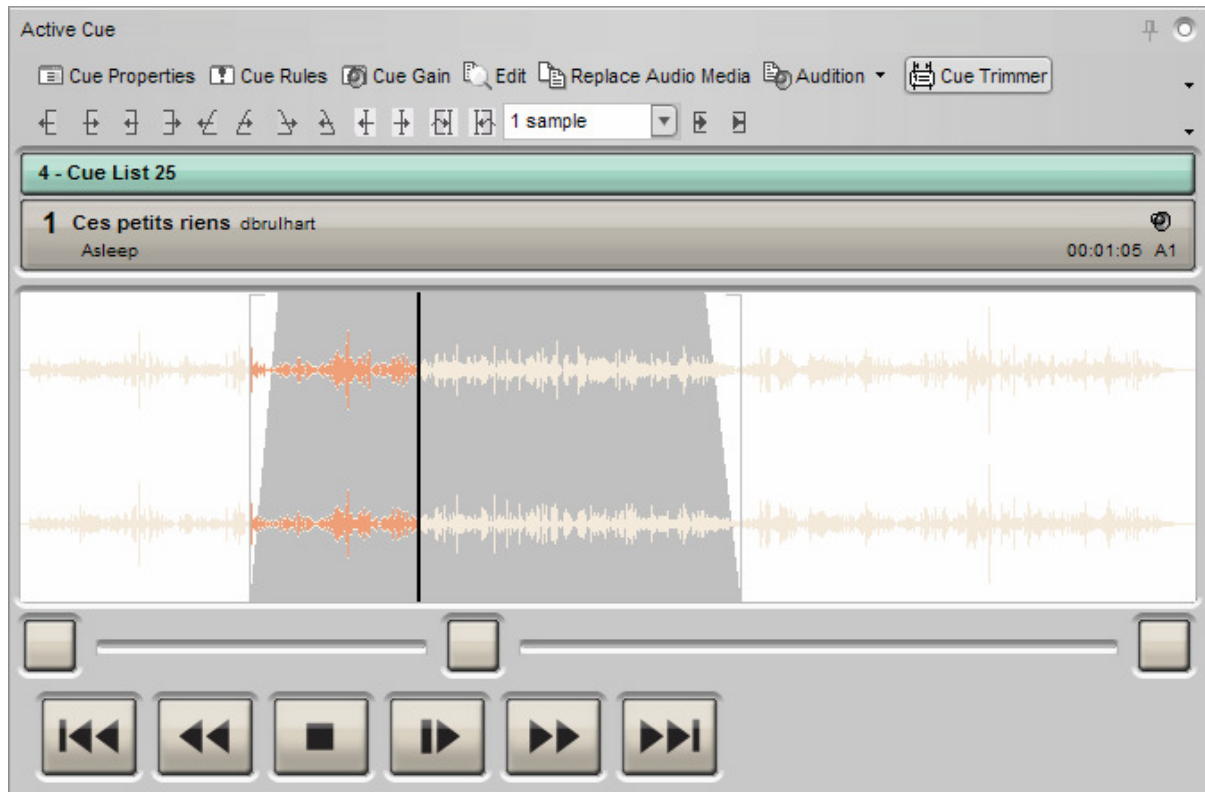 Active Cue
Cue Properties Cue Rules Cue Gain Edit Replace Audio Media Audition Cue Trimmer
1 sample
4 - Cue List 25
1 Ces petits riens dbrulhart
Asleep 00:01:05 A1